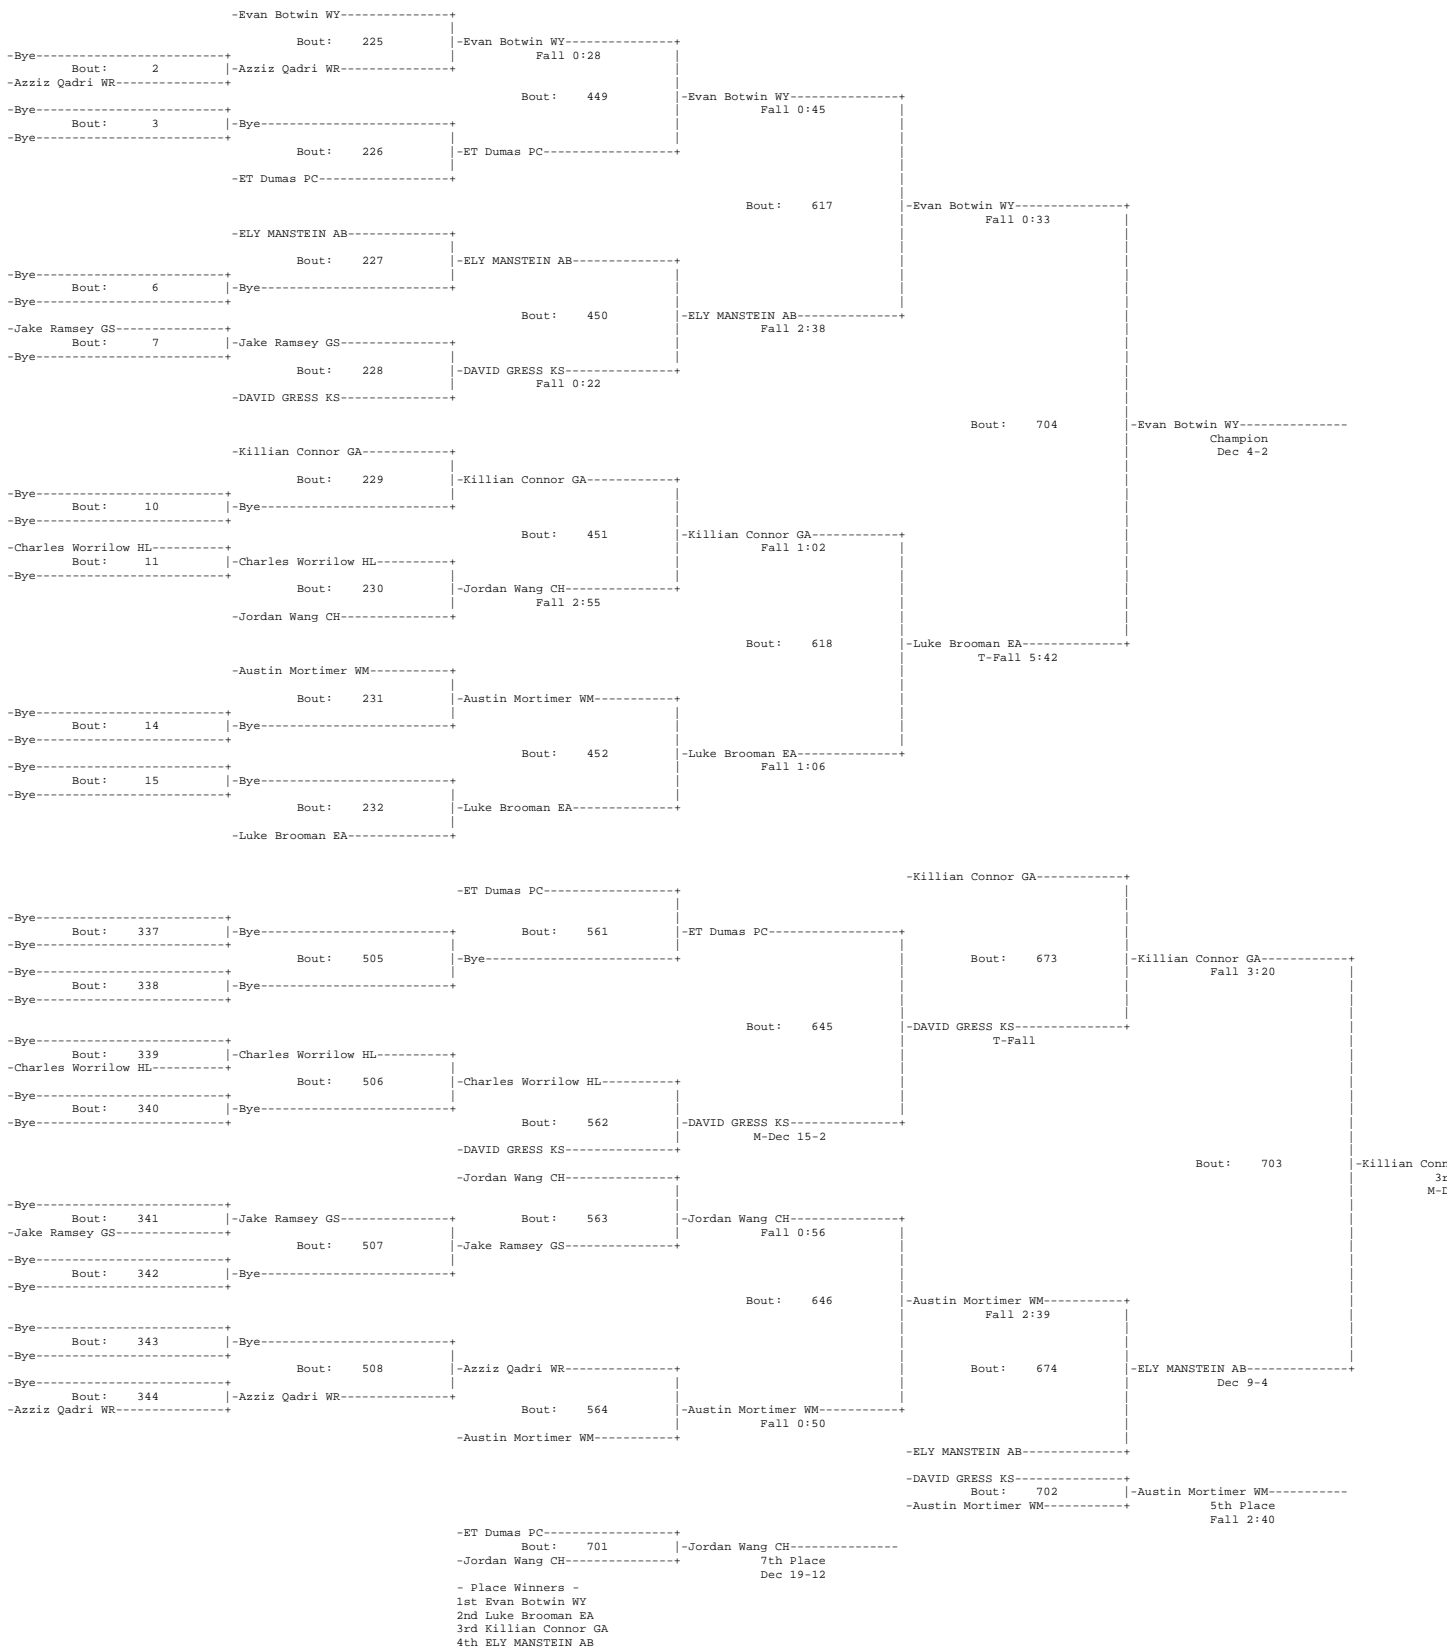 -Evan Botwin WY---------------+
Bout: 225 |-Evan Botwin WY---------------+
-Bye--------------------------+ Fall 0:28
Bout: 2 |-Azziz Qadri WR---------------+
-Azziz Qadri WR---------------+
Bout: 449 |-Evan Botwin WY---------------+
-Bye--------------------------+ Fall 0:45
Bout: 3 |-Bye--------------------------+
-Bye--------------------------+
Bout: 226 |-ET Dumas PC------------------+
-ET Dumas PC------------------+
Bout: 617 |-Evan Botwin WY---------------+
Fall 0:33
-ELY MANSTEIN AB--------------+
Bout: 227 |-ELY MANSTEIN AB--------------+
-Bye--------------------------+
Bout: 6 |-Bye--------------------------+
-Bye--------------------------+
Bout: 450 |-ELY MANSTEIN AB--------------+
-Jake Ramsey GS---------------+ Fall 2:38
Bout: 7 |-Jake Ramsey GS---------------+
-Bye--------------------------+
Bout: 228 |-DAVID GRESS KS---------------+
Fall 0:22
-DAVID GRESS KS---------------+
Bout: 704 |-Evan Botwin WY---------------
Champion
Dec 4-2
-Killian Connor GA------------+
Bout: 229 |-Killian Connor GA------------+
-Bye--------------------------+
Bout: 10 |-Bye--------------------------+
-Bye--------------------------+
Bout: 451 |-Killian Connor GA------------+
-Charles Worrilow HL----------+ Fall 1:02
Bout: 11 |-Charles Worrilow HL----------+
-Bye--------------------------+
Bout: 230 |-Jordan Wang CH---------------+
Fall 2:55
-Jordan Wang CH---------------+
Bout: 618 |-Luke Brooman EA--------------+
T-Fall 5:42
-Austin Mortimer WM-----------+
Bout: 231 |-Austin Mortimer WM-----------+
-Bye--------------------------+
Bout: 14 |-Bye--------------------------+
-Bye--------------------------+
Bout: 452 |-Luke Brooman EA--------------+
-Bye--------------------------+ Fall 1:06
Bout: 15 |-Bye--------------------------+
-Bye--------------------------+
Bout: 232 |-Luke Brooman EA--------------+
-Luke Brooman EA--------------+
-Killian Connor GA------------+
-ET Dumas PC------------------+
-Bye--------------------------+
Bout: 337 |-Bye--------------------------+ Bout: 561 |-ET Dumas PC------------------+
-Bye--------------------------+
Bout: 505 |-Bye--------------------------+ Bout: 673 |-Killian Connor GA------------+
-Bye--------------------------+ Fall 3:20
Bout: 338 |-Bye--------------------------+
-Bye--------------------------+
Bout: 645 |-DAVID GRESS KS---------------+
-Bye--------------------------+ T-Fall
Bout: 339 |-Charles Worrilow HL----------+
-Charles Worrilow HL----------+
Bout: 506 |-Charles Worrilow HL----------+
-Bye--------------------------+
Bout: 340 |-Bye--------------------------+
-Bye--------------------------+ Bout: 562 |-DAVID GRESS KS---------------+
M-Dec 15-2
-DAVID GRESS KS---------------+
Bout: 703 |-Killian Conn
-Jordan Wang CH---------------+ 3r
M-D
-Bye--------------------------+
Bout: 341 |-Jake Ramsey GS---------------+ Bout: 563 |-Jordan Wang CH---------------+
-Jake Ramsey GS---------------+ Fall 0:56
Bout: 507 |-Jake Ramsey GS---------------+
-Bye--------------------------+
Bout: 342 |-Bye--------------------------+
-Bye--------------------------+
Bout: 646 |-Austin Mortimer WM-----------+
Fall 2:39
-Bye--------------------------+
Bout: 343 |-Bye--------------------------+
-Bye--------------------------+
Bout: 508 |-Azziz Qadri WR---------------+ Bout: 674 |-ELY MANSTEIN AB--------------+
-Bye--------------------------+ Dec 9-4
Bout: 344 |-Azziz Qadri WR---------------+
-Azziz Qadri WR---------------+ Bout: 564 |-Austin Mortimer WM-----------+
Fall 0:50
-Austin Mortimer WM-----------+
-ELY MANSTEIN AB--------------+
-DAVID GRESS KS---------------+
Bout: 702 |-Austin Mortimer WM-----------
-Austin Mortimer WM-----------+ 5th Place
Fall 2:40
-ET Dumas PC------------------+
Bout: 701 |-Jordan Wang CH---------------
-Jordan Wang CH---------------+ 7th Place
Dec 19-12
- Place Winners -
1st Evan Botwin WY
2nd Luke Brooman EA
3rd Killian Connor GA
4th ELY MANSTEIN AB